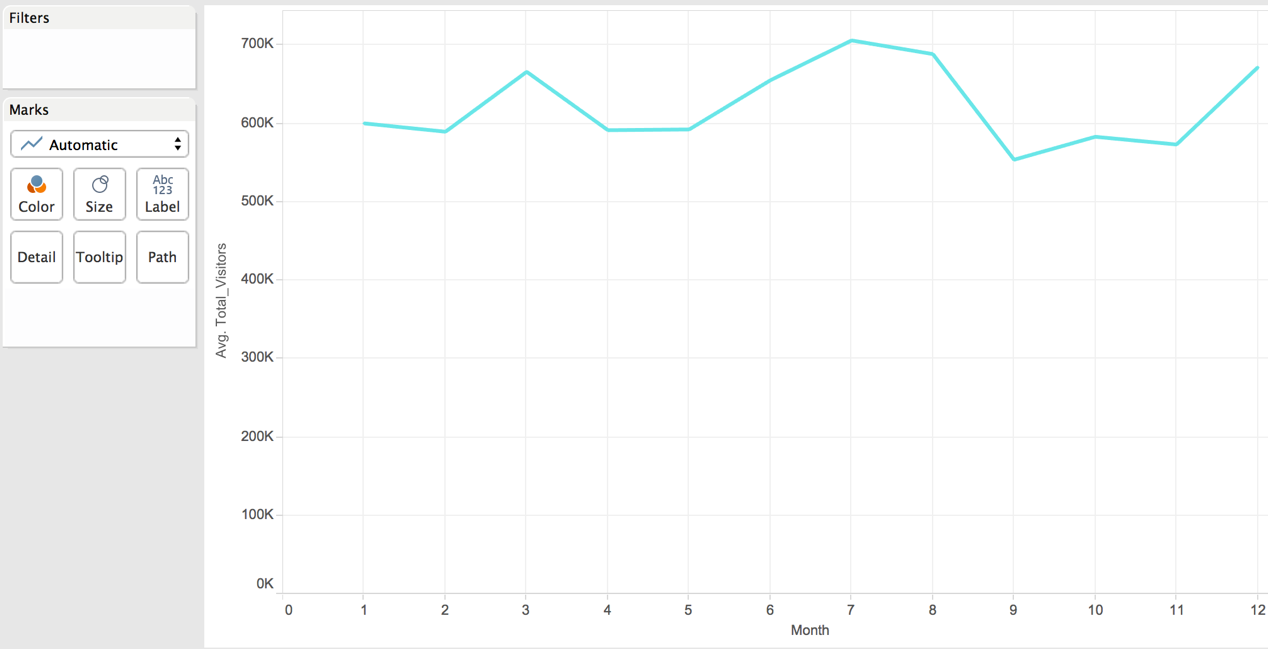 Filters
Marks
Automatic
Color
Size
Abc
123
Label
Detail
Tooltip
Path
Avg. Total_Visitors
700K
600K
500K
400K
300K
200K
100K
0K
0 1 2 3 4 5 6 7 8 9 10 11 12
Month